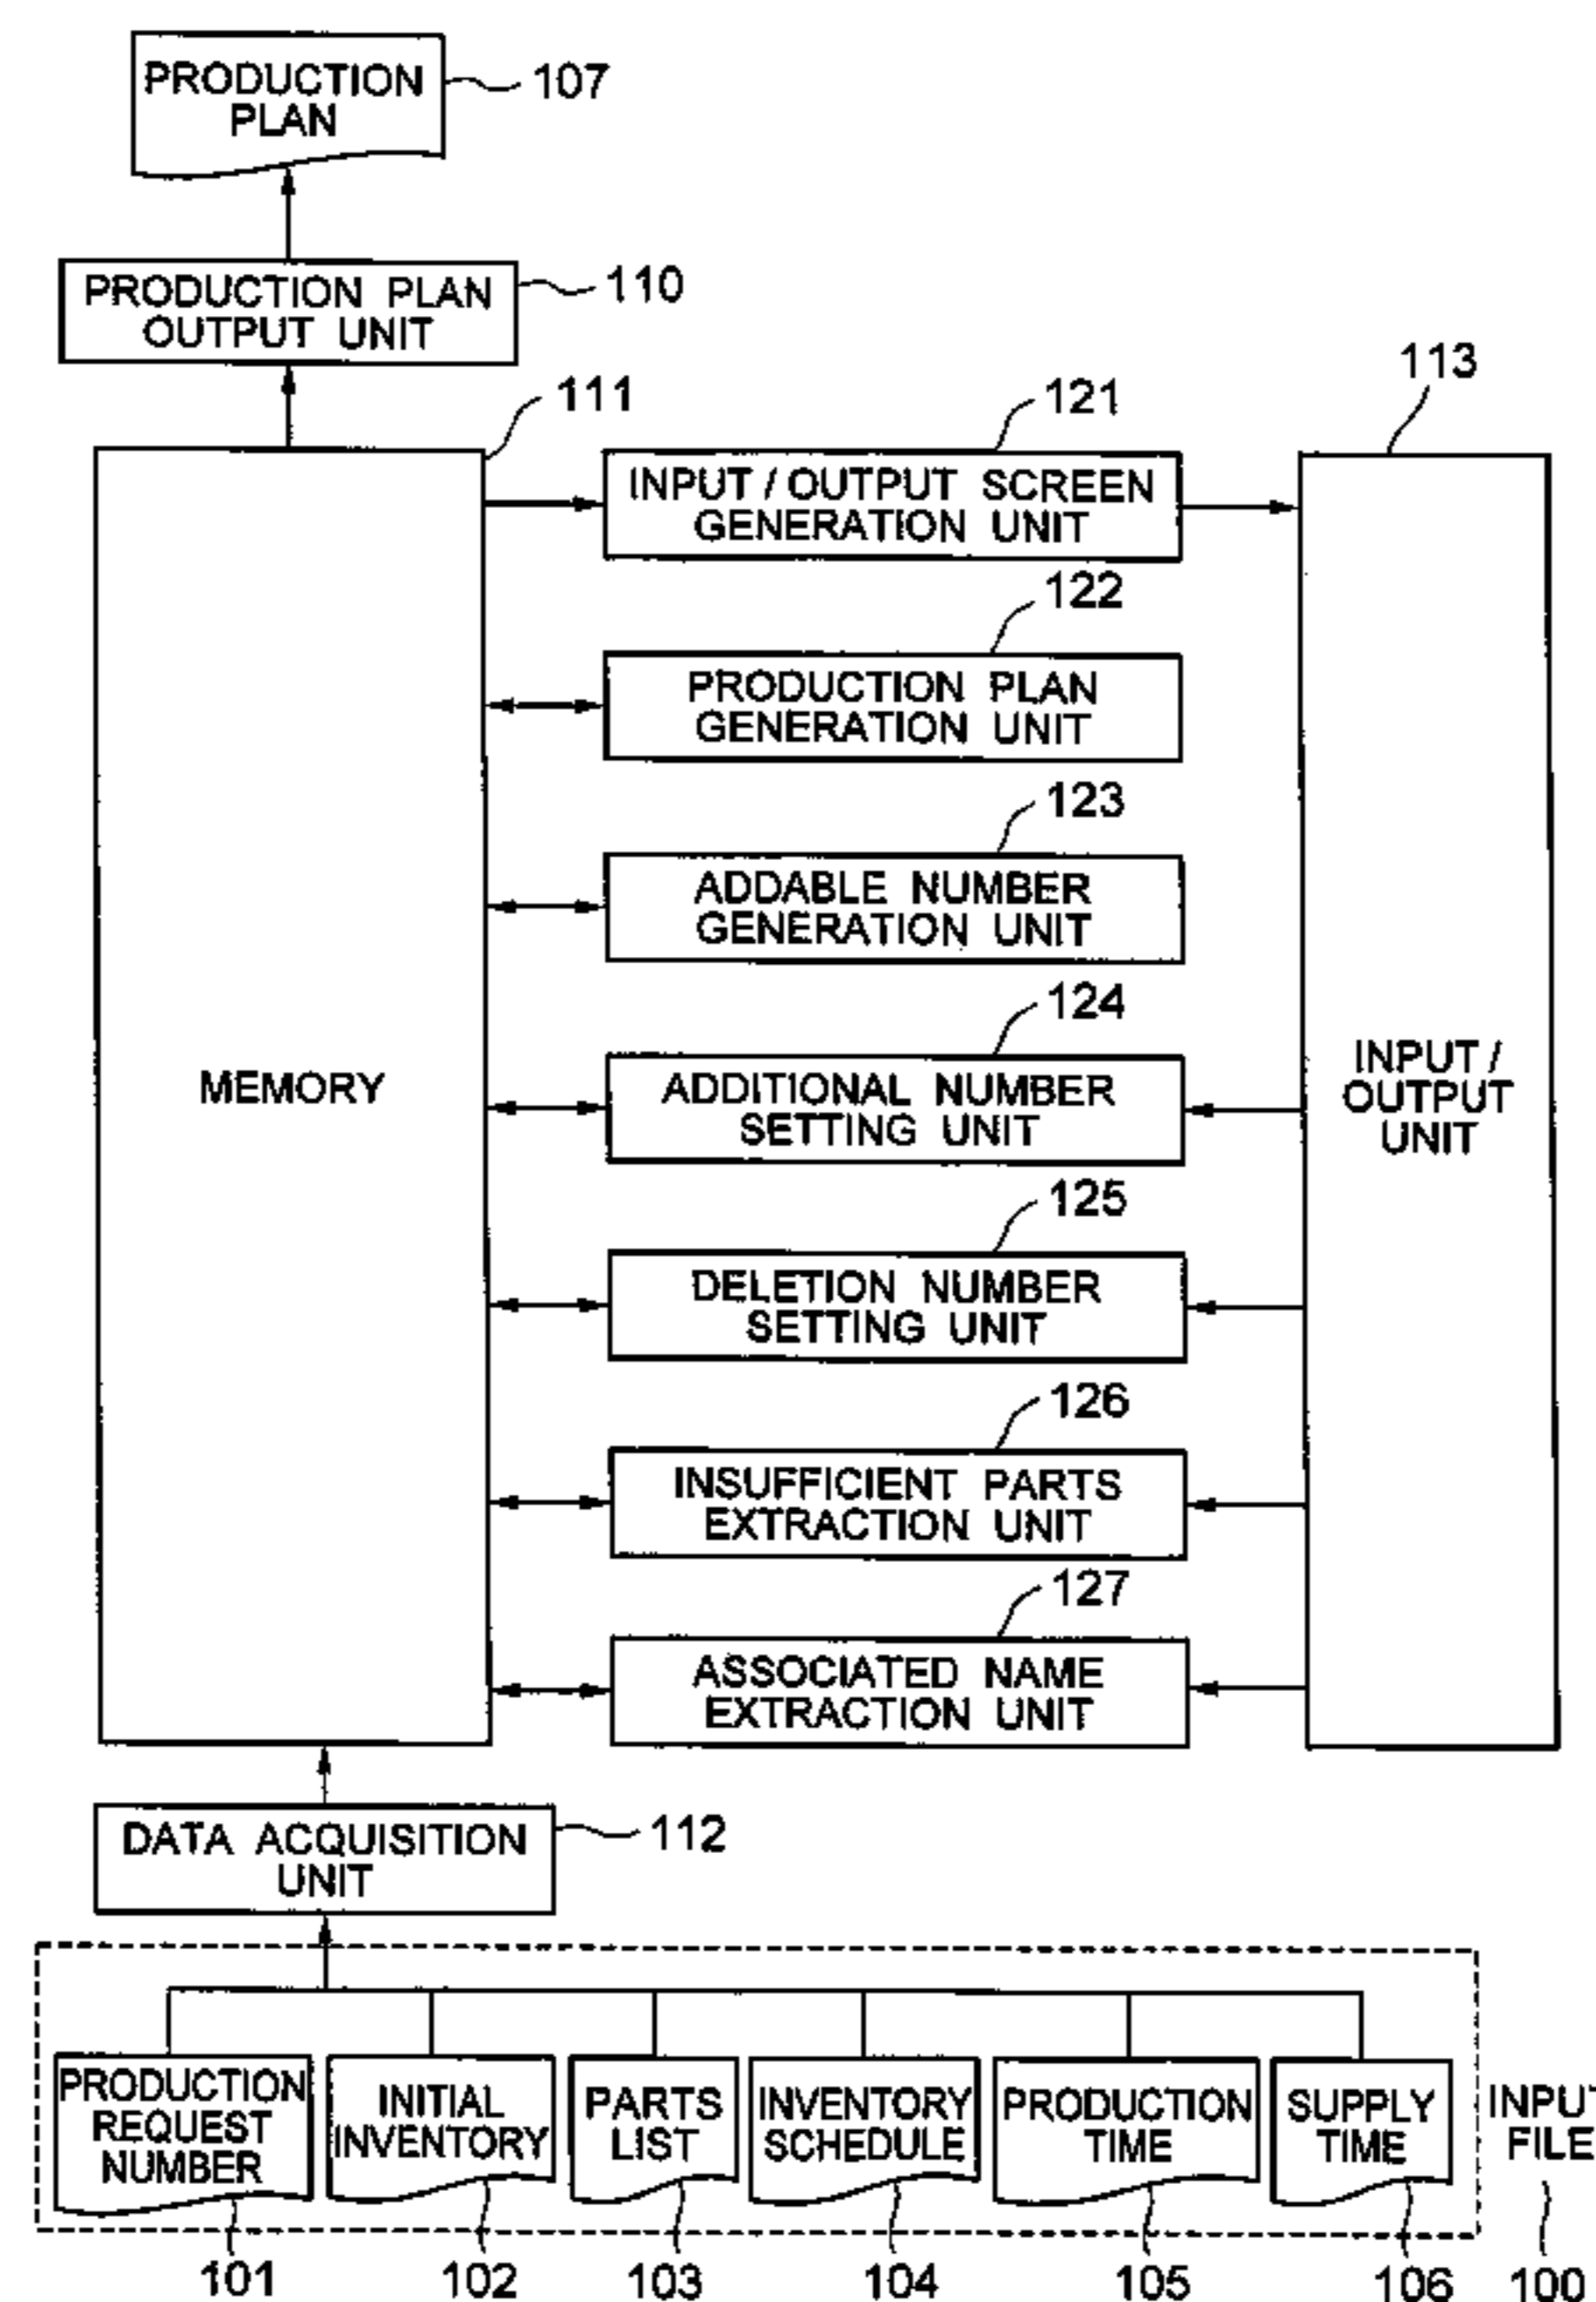 PRODUCTION
PLAN
107
PRODUCTION PLAN
OUTPUT UNIT
110
111
121
113
INPUT / OUTPUT SCREEN
GENERATION UNIT
122
PRODUCTION PLAN
GENERATION UNIT
123
ADDABLE NUMBER
GENERATION UNIT
124
MEMORY
ADDITIONAL NUMBER
SETTING UNIT
INPUT /
OUTPUT
UNIT
125
DELETION NUMBER
SETTING UNIT
126
INSUFFICIENT PARTS
EXTRACTION UNIT
127
ASSOCIATED NAME
EXTRACTION UNIT
DATA ACQUISITION
UNIT
112
PRODUCTION
REQUEST
NUMBER
INITIAL
INVENTORY
PARTS
LIST
INVENTORY
SCHEDULE
PRODUCTION
TIME
SUPPLY
TIME
INPUT
FILE
101
102
103
104
105
106
100